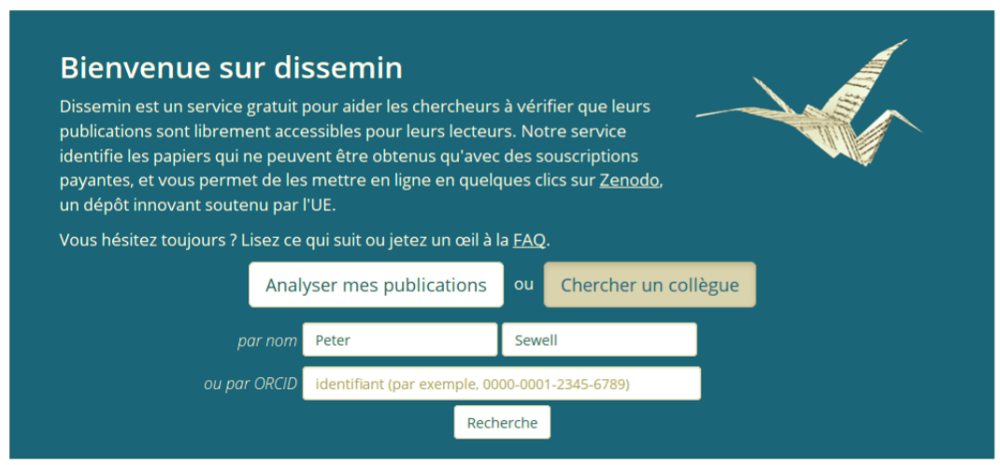 Bienvenue sur dissemin
Dissemin est un service gratuit pour aider les chercheurs à vérifier que leurs
publications sont librement accessibles pour leurs lecteurs. Notre service
identifie les papiers qui ne peuvent être obtenus qu'avec des souscriptions
payantes, et vous permet de les mettre en ligne en quelques clics sur Zenodo,
un dépôt innovant soutenu par l'UE.
Vous hésitez toujours ? Lisez ce qui suit ou jetez un œil à la FAQ.
Analyser mes publications ou Chercher un collègue
par nom Peter Sewell
ou par ORCID identifiant (par exemple, 0000-0001-2345-6789)
Recherche